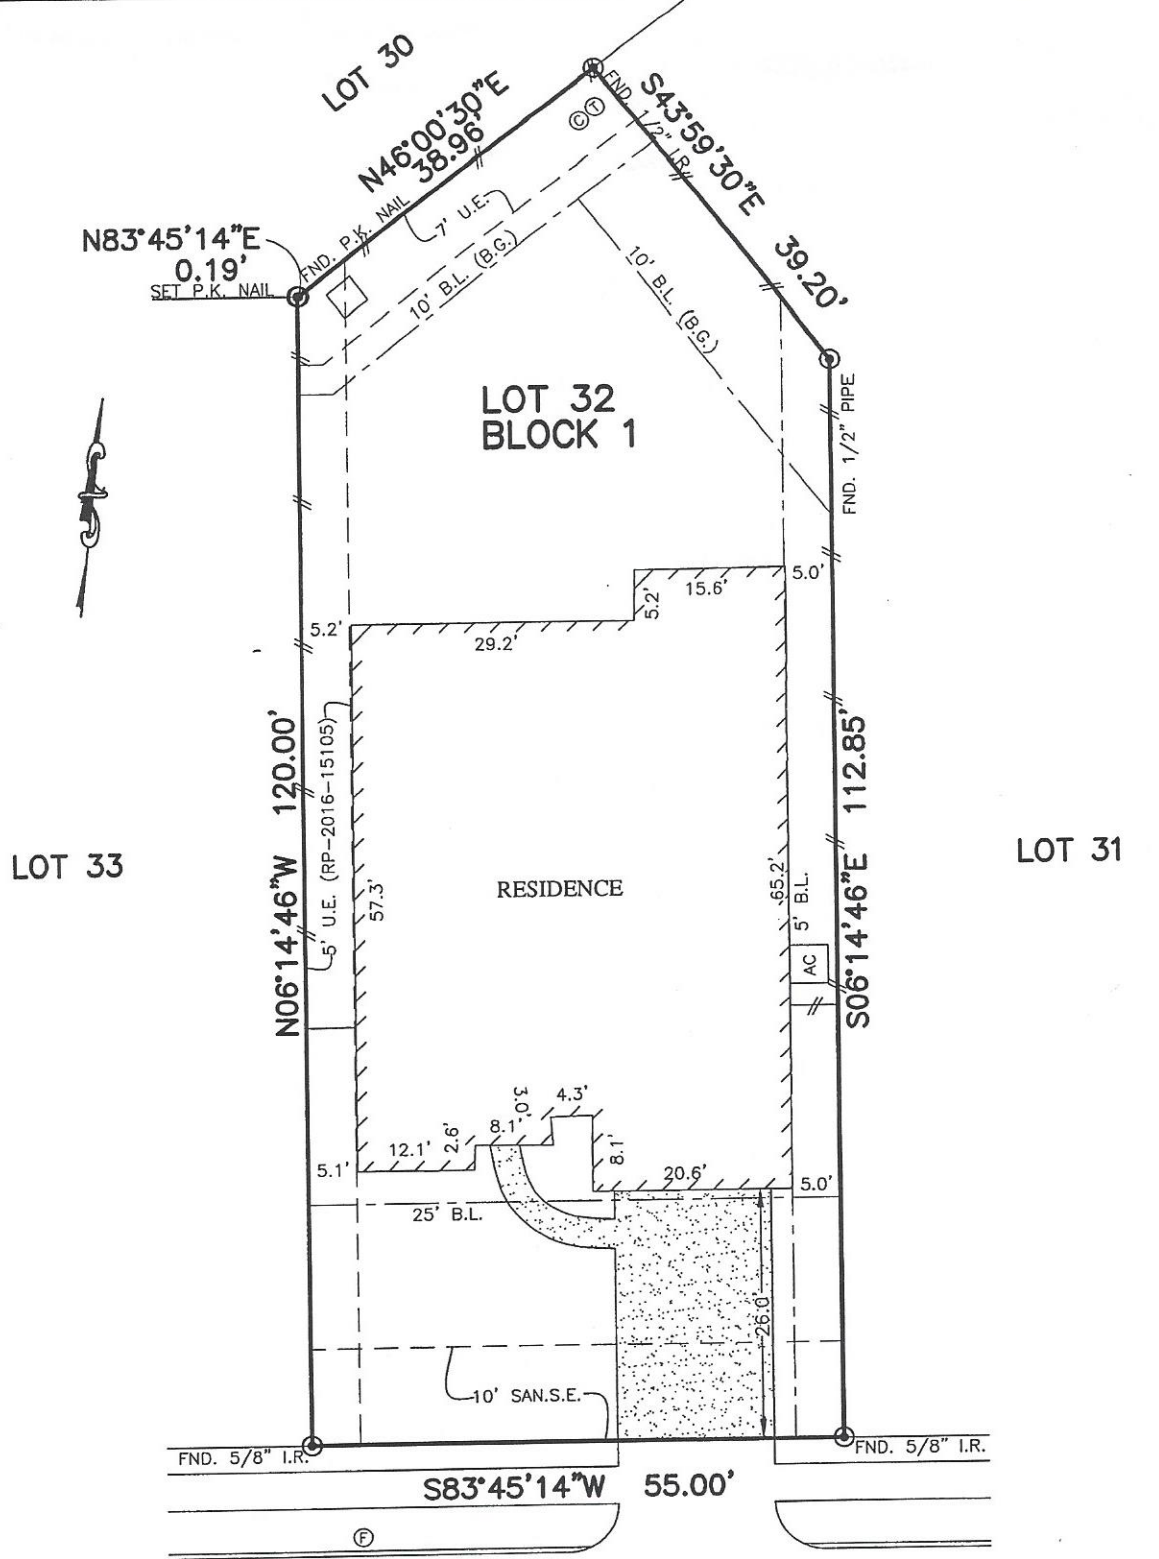 LOT 30
N46°00'30"E
38.96'
FND. 1/2" I.R.
S43°59'30"E
39.20'
Ⓒ Ⓣ
N83°45'14"E
0.19'
SET P.K. NAIL
FND. P.K. NAIL
7' U.E.
10' B.L. (B.G.)
10' B.L. (B.G.)
FND. 1/2" PIPE
LOT 32
BLOCK 1
5.0'
15.6'
5.2'
5.2'
29.2'
N06°14'46"W 120.00'
5' U.E. (RP-2016-15105)
57.3'
RESIDENCE
65.2'
5' B.L.
AC
S06°14'46"E 112.85'
LOT 33
LOT 31
4.3'
3.0'
8.1'
2.6'
12.1'
8.1'
20.6'
5.1'
5.0'
25' B.L.
26.0'
10' SAN.S.E.
FND. 5/8" I.R.
FND. 5/8" I.R.
S83°45'14"W 55.00'
Ⓕ